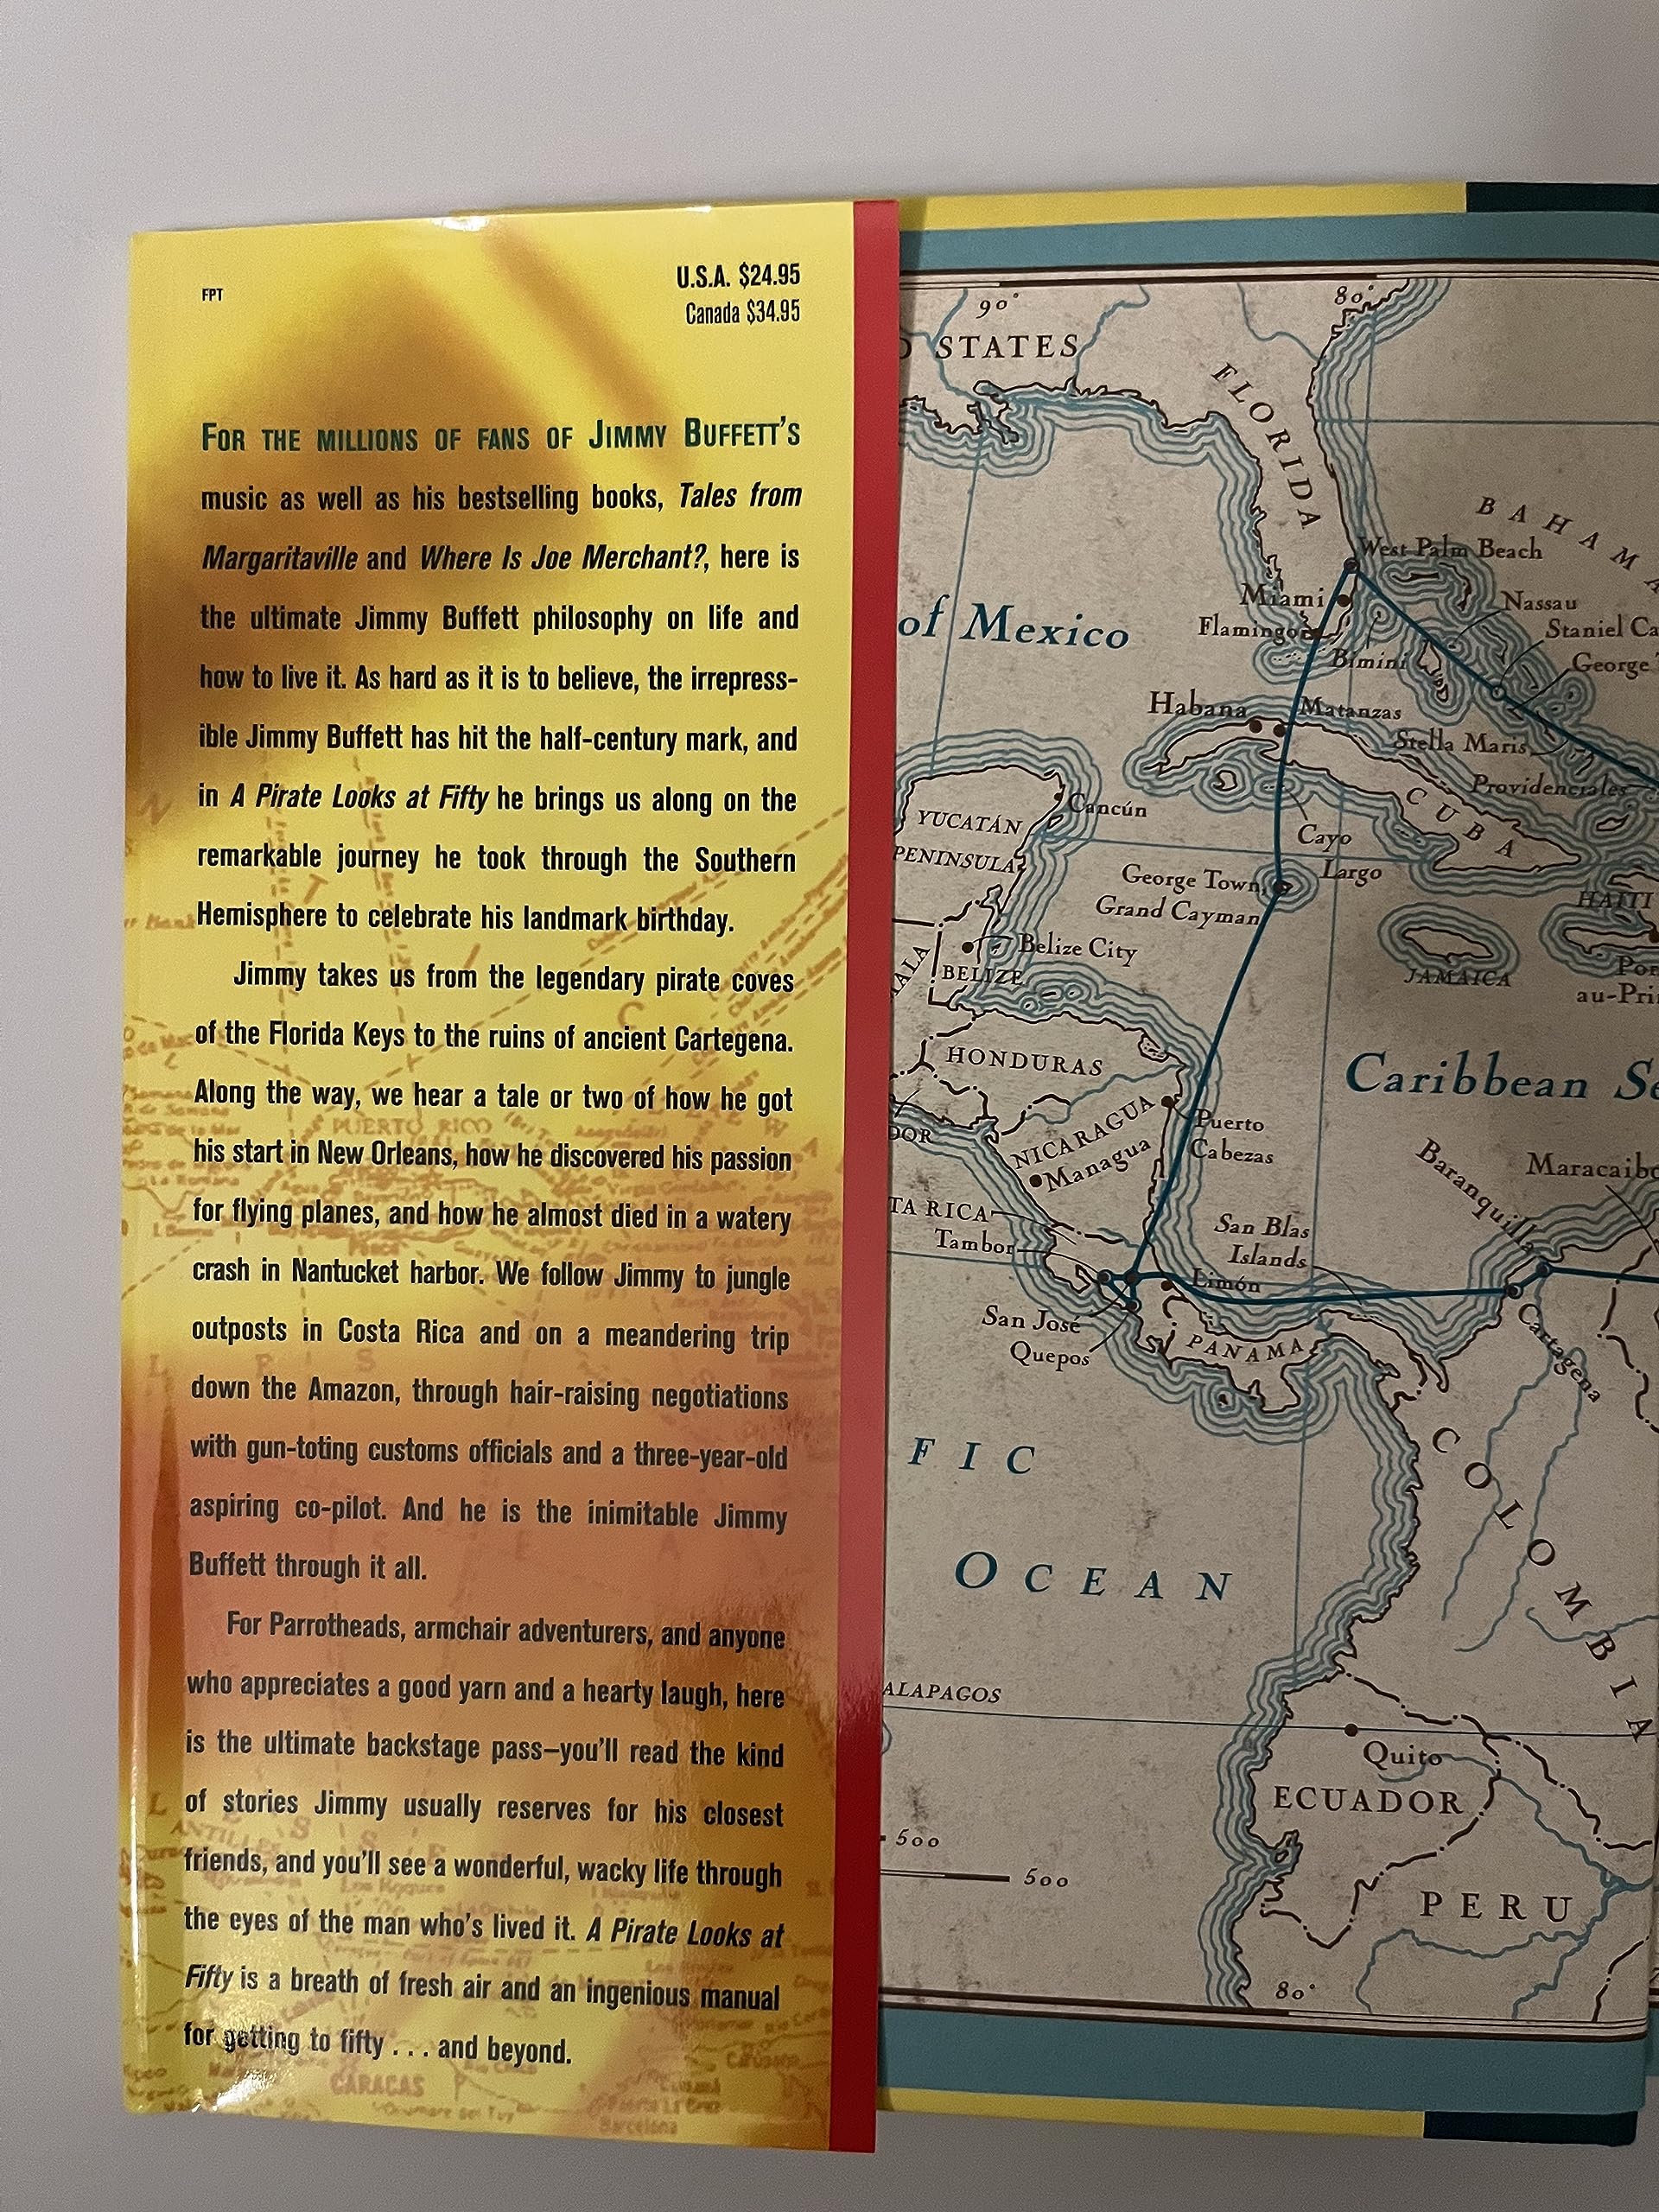 FPT
U.S.A. $24.95
Canada $34.95
FOR THE MILLIONS OF FANS OF JIMMY BUFFETT'S
music as well as his bestselling books, Tales from
Margaritaville and Where Is Joe Merchant?, here is
the ultimate Jimmy Buffett philosophy on life and
how to live it. As hard as it is to believe, the irrepress-
ible Jimmy Buffett has hit the half-century mark, and
in A Pirate Looks at Fifty he brings us along on the
remarkable journey he took through the Southern
Hemisphere to celebrate his landmark birthday.
Jimmy takes us from the legendary pirate coves
of the Florida Keys to the ruins of ancient Cartegena.
Along the way, we hear a tale or two of how he got
his start in New Orleans, how he discovered his passion
for flying planes, and how he almost died in a watery
crash in Nantucket harbor. We follow Jimmy to jungle
outposts in Costa Rica and on a meandering trip
down the Amazon, through hair-raising negotiations
with gun-toting customs officials and a three-year-old
aspiring co-pilot. And he is the inimitable Jimmy
Buffett through it all.
For Parrotheads, armchair adventurers, and anyone
who appreciates a good yarn and a hearty laugh, here
is the ultimate backstage pass–you'll read the kind
of stories Jimmy usually reserves for his closest
friends, and you'll see a wonderful, wacky life through
the eyes of the man who's lived it. A Pirate Looks at
Fifty is a breath of fresh air and an ingenious manual
for getting to fifty . . . and beyond.
PUERTO RICO
CARACAS
Barcelona
90°
80°
D STATES
FLORIDA
BAHAMA
West Palm Beach
Miami
Nassau
Flamingo
Staniel Ca
Bimini
George T
of Mexico
Habana
Matanzas
Stella Maris
Providenciales
CUBA
Cancún
YUCATÁN
PENINSULA
Cayo
Largo
George Town,
Grand Cayman
HAITI
Belize City
BELIZE
ALA
JAMAICA
Por
au-Pri
HONDURAS
Caribbean Se
NICARAGUA
Puerto
Cabezas
DOR
Managua
Baranquilla
Maracaibo
TA RICA
Tambor
San Blas
Islands
Limón
San José
Quepos
PANAMA
Cartagena
FIC
OCEAN
COLOMBIA
ALAPAGOS
Quito
ECUADOR
500
500
PERU
80°